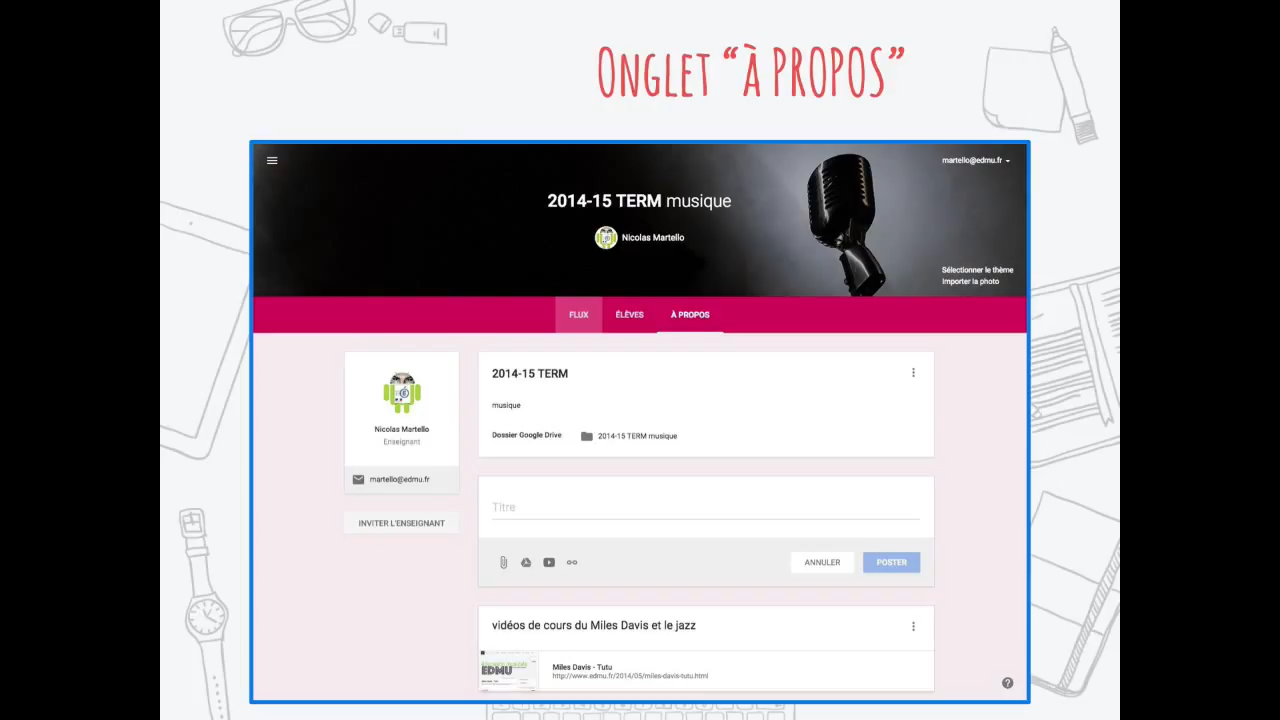 Onglet “à propos”
martello@edmu.fr
2014-15 TERM musique
Nicolas Martello
Sélectionner le thème
Importer la photo
FLUX ÉLÈVES À PROPOS
Nicolas Martello
Enseignant
martello@edmu.fr
INVITER L'ENSEIGNANT
2014-15 TERM
musique
Dossier Google Drive 2014-15 TERM musique
Titre
ANNULER POSTER
vidéos de cours du Miles Davis et le jazz
EDMU
Miles Davis - Tutu
http://www.edmu.fr/2014/05/miles-davis-tutu.html